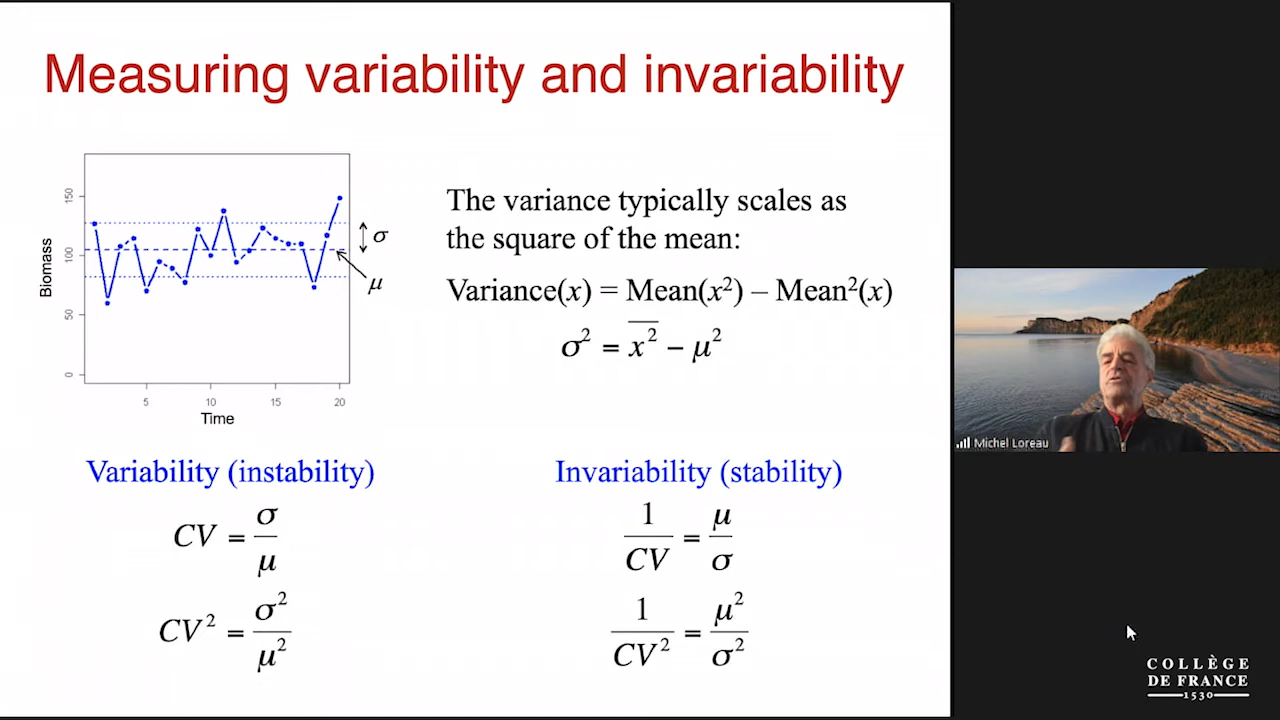 Measuring variability and invariability
150
100
50
0
Biomass
5 10 15 20
Time
σ
μ
The variance typically scales as
the square of the mean:
Variance(x) = Mean(x²) – Mean²(x)
σ² = x̅² − μ²
Variability (instability)
CV = σ/μ
CV² = σ²/μ²
Invariability (stability)
1/CV = μ/σ
1/CV² = μ²/σ²
Michel Loreau
COLLÈGE
DE FRANCE
1530